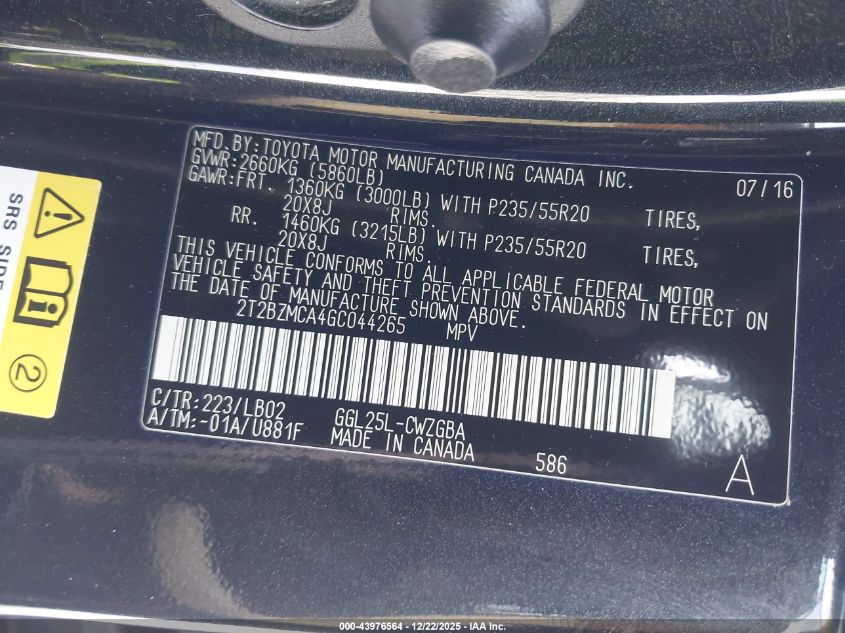 MFD.BY:TOYOTA MOTOR MANUFACTURING CANADA INC. 07/16
GVWR:2660KG (5860LB)
GAWR:FRT. 1360KG (3000LB) WITH P235/55R20 TIRES,
20X8J RIMS.
RR. 1460KG (3215LB) WITH P235/55R20 TIRES,
20X8J RIMS.
THIS VEHICLE CONFORMS TO ALL APPLICABLE FEDERAL MOTOR
VEHICLE SAFETY AND THEFT PREVENTION STANDARDS IN EFFECT ON
THE DATE OF MANUFACTURE SHOWN ABOVE.
2T2BZMCA4GC044265 MPV
C/TR:223/LB02 GGL25L-CWZGBA
A/TM:-01A/U881F MADE IN CANADA 586
A
SRS SIDE
2
000-43976564 - 12/22/2025 - IAA Inc.